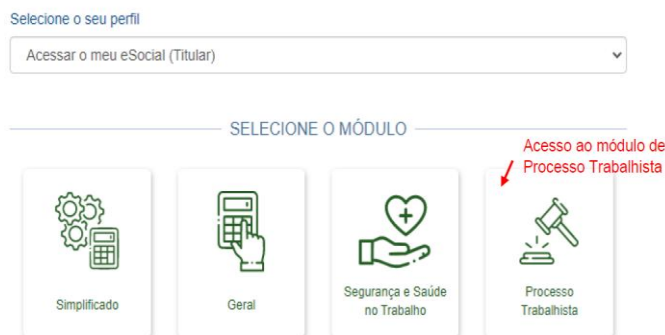 Selecione o seu perfil
Acessar o meu eSocial (Titular)
SELECIONE O MÓDULO
Acesso ao módulo de
Processo Trabalhista
Simplificado
Geral
Segurança e Saúde
no Trabalho
Processo
Trabalhista